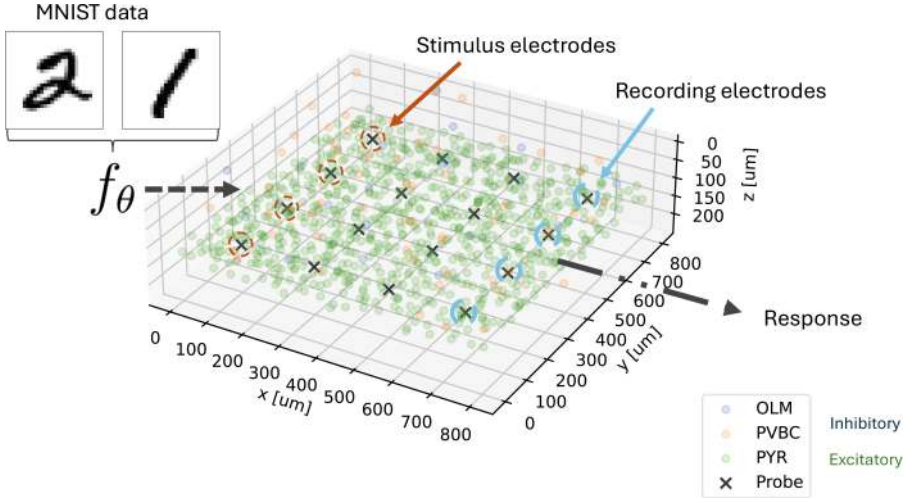 MNIST data
Stimulus electrodes
Recording electrodes
fθ
0
50
100
150
200
z [um]
0
100
200
300
400
500
600
700
800
x [um]
0
100
200
300
400
500
600
700
800
y [um]
Response
OLM
PVBC
PYR
Probe
Inhibitory
Excitatory